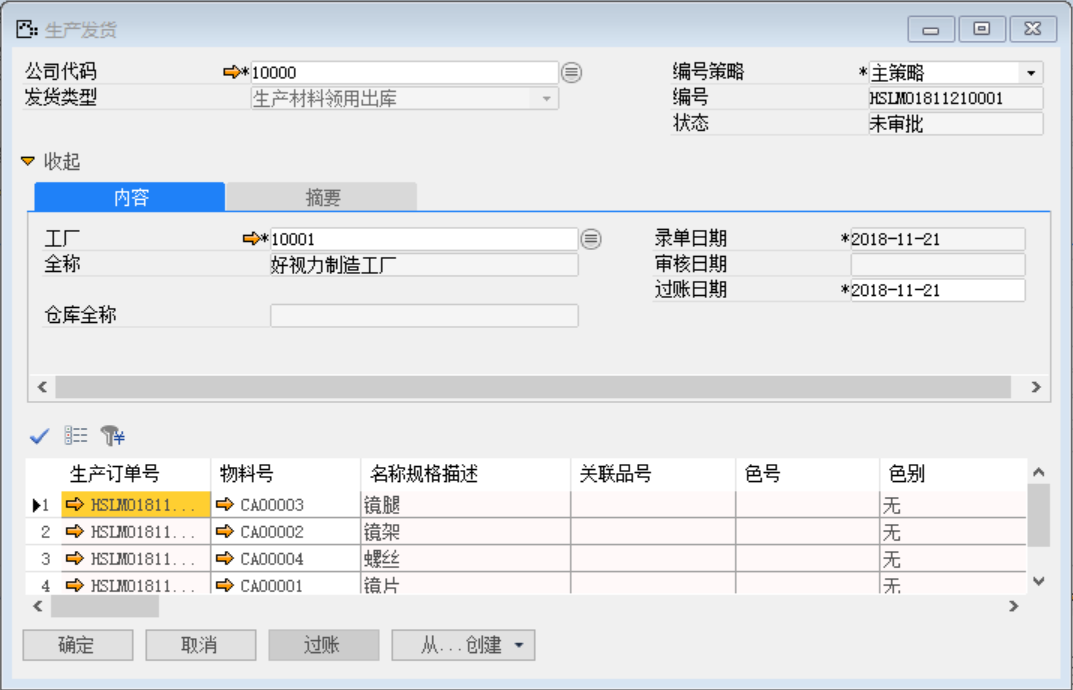 生产发货
公司代码 *10000 编号策略 *主策略
发货类型 生产材料领用出库 编号 HSLM01811210001
状态 未审批
收起
内容 摘要
工厂 *10001 录单日期 *2018-11-21
全称 好视力制造工厂 审核日期
过账日期 *2018-11-21
仓库全称
生产订单号 物料号 名称规格描述 关联品号 色号 色别
1 HSLM01811... CA00003 镜腿 无
2 HSLM01811... CA00002 镜架 无
3 HSLM01811... CA00004 螺丝 无
4 HSLM01811... CA00001 镜片 无
确定 取消 过账 从...创建